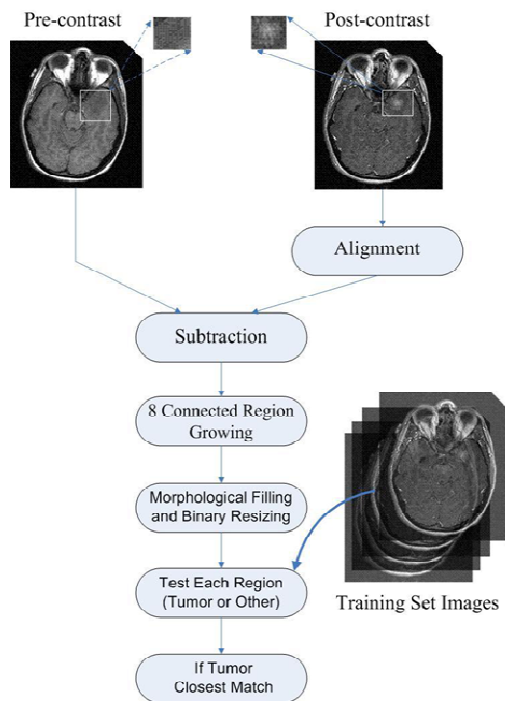 Pre-contrast
Post-contrast
Alignment
Subtraction
8 Connected Region
Growing
Morphological Filling
and Binary Resizing
Test Each Region
(Tumor or Other)
Training Set Images
If Tumor
Closest Match